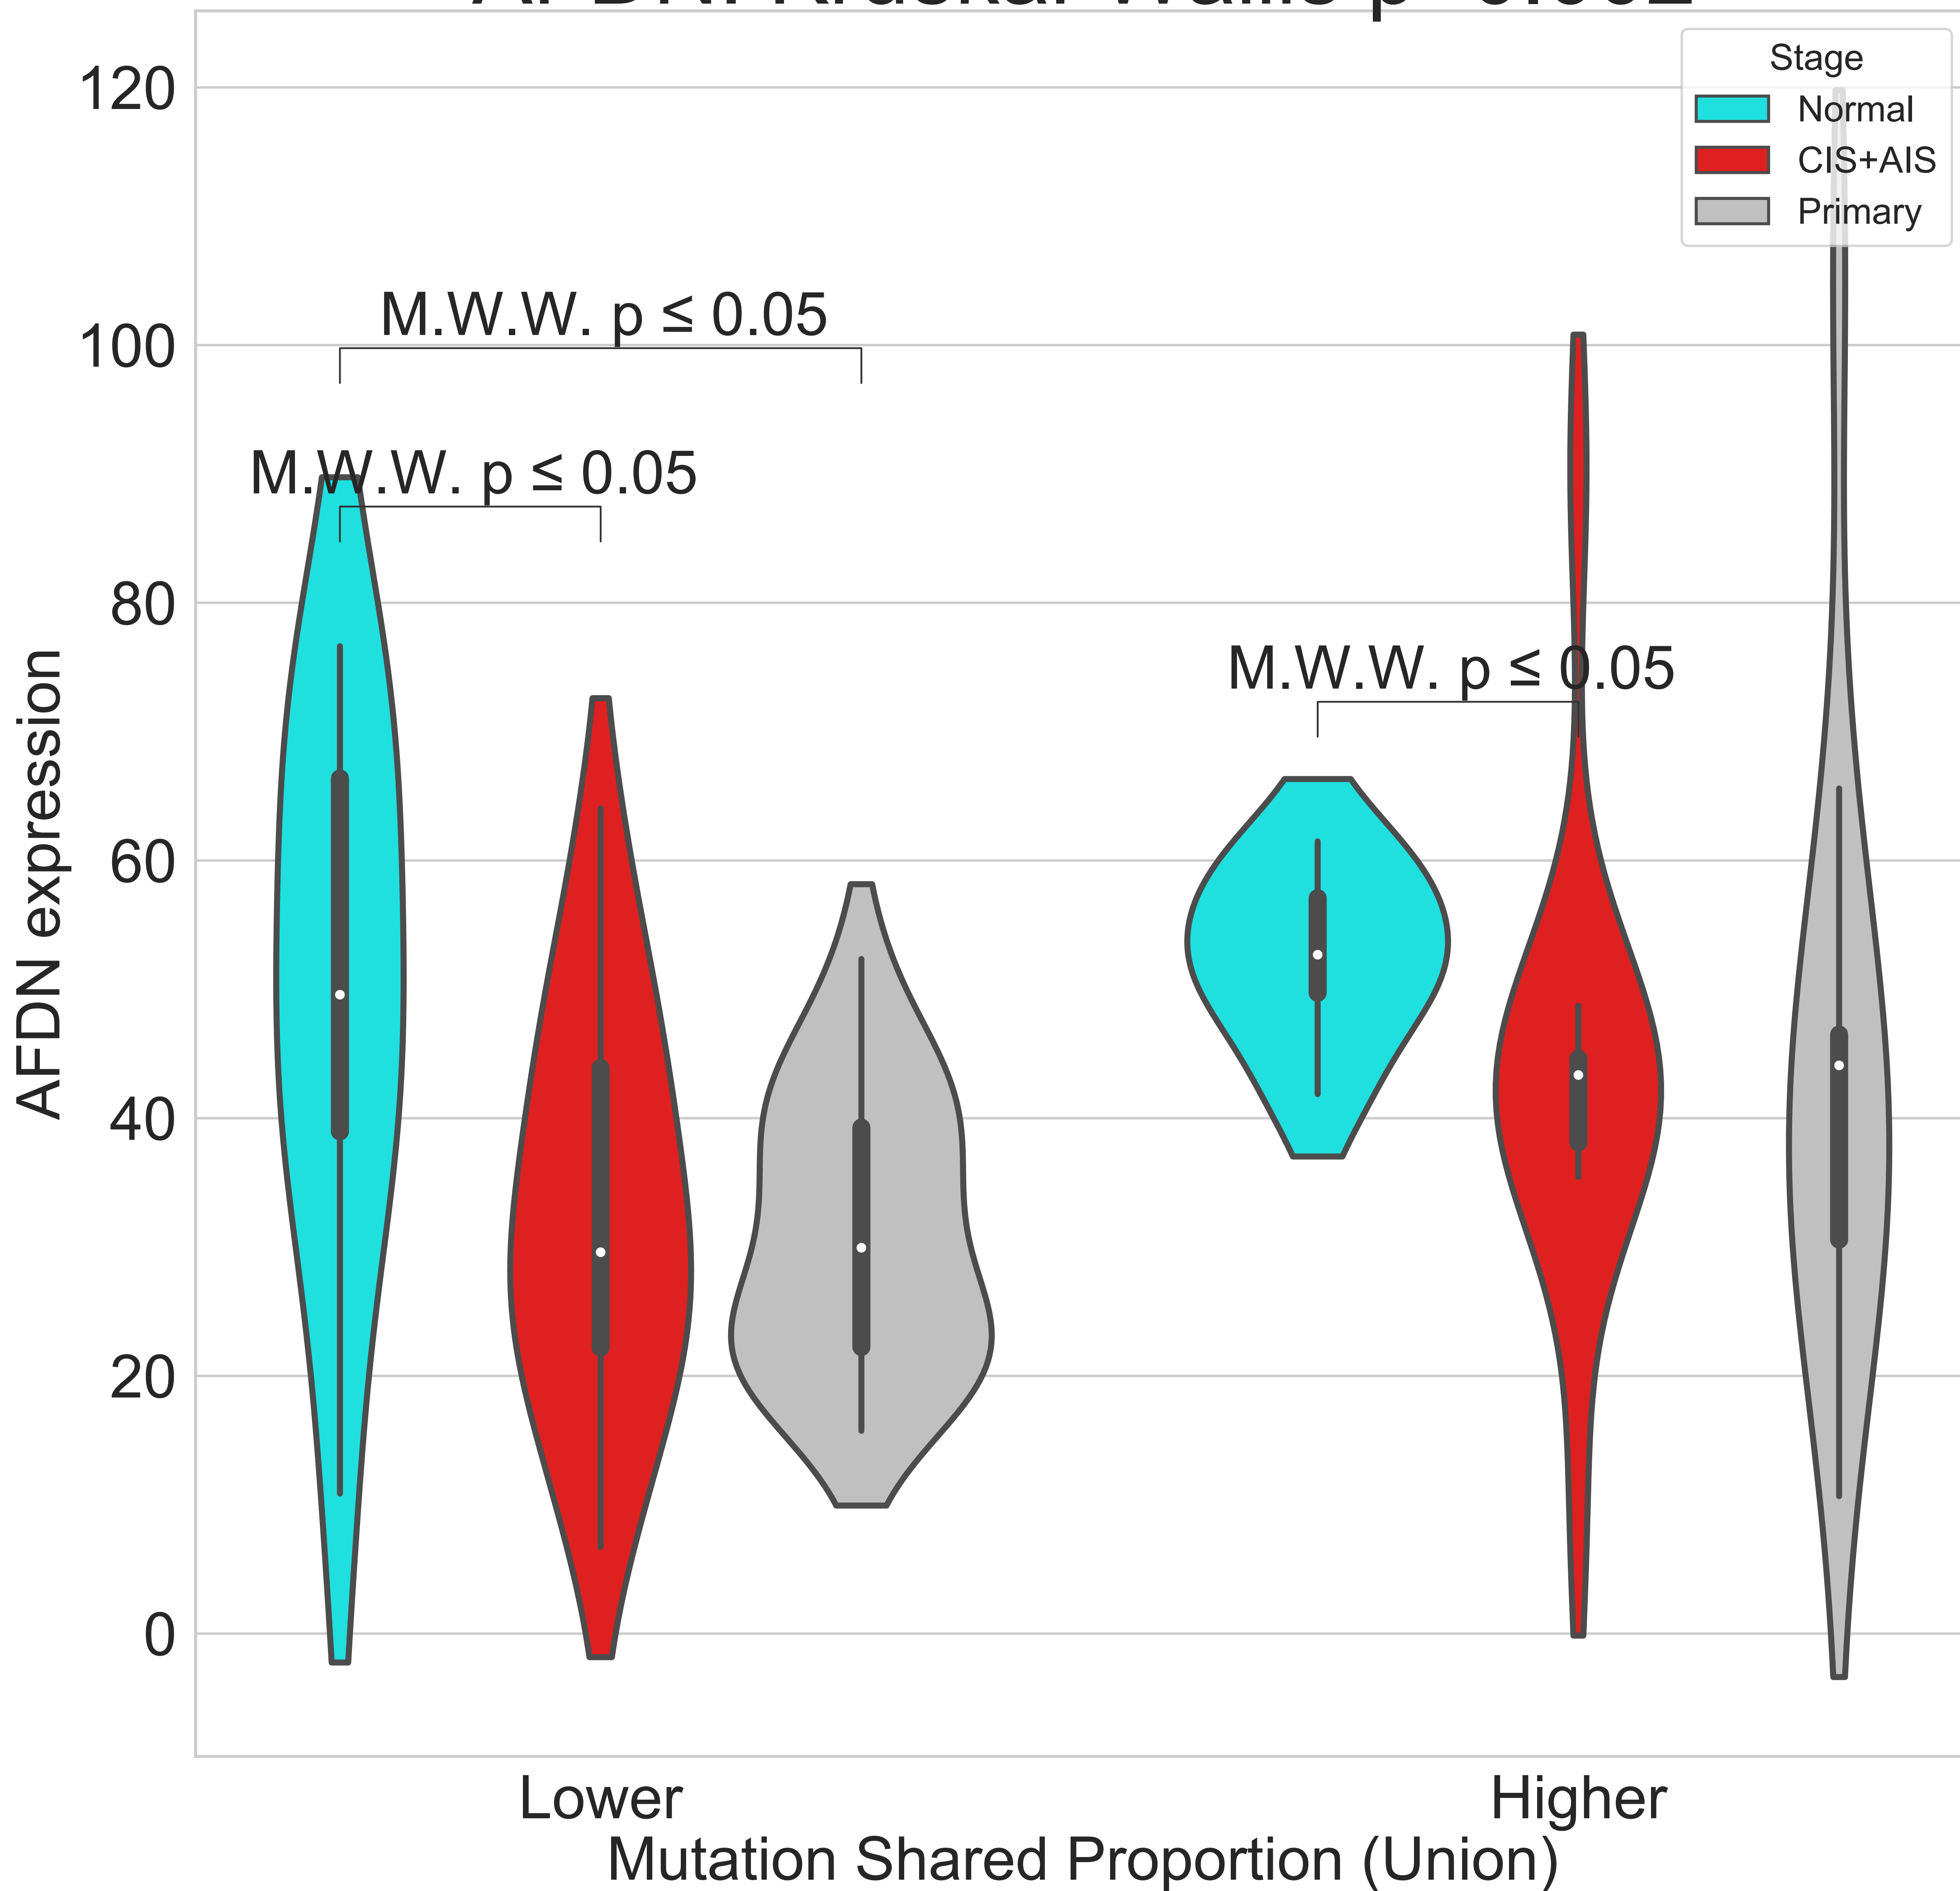 120
100
80
60
40
20
0
AFDN expression
Stage
Normal
CIS+AIS
Primary
M.W.W. p ≤ 0.05
M.W.W. p ≤ 0.05
M.W.W. p ≤ 0.05
Lower
Higher
Mutation Shared Proportion (Union)